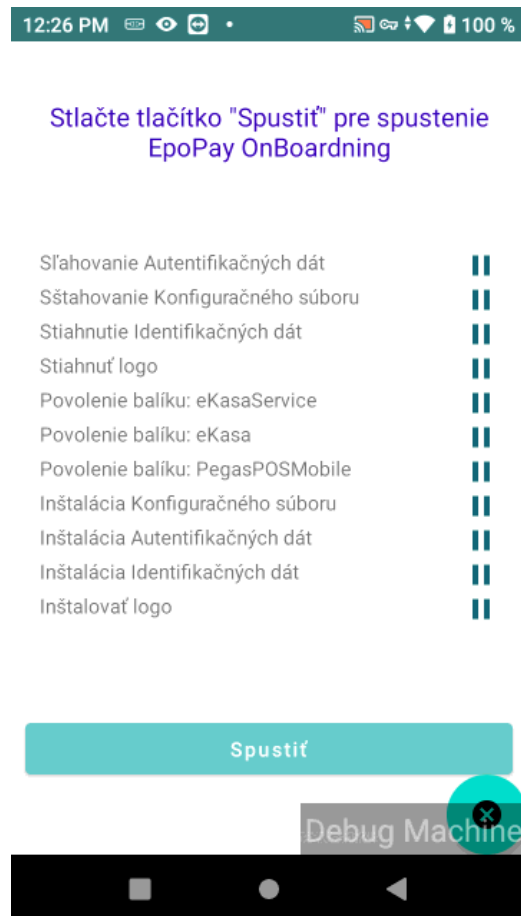 12:26 PM 100 %
Stlačte tlačítko "Spustiť" pre spustenie
EpoPay OnBoardning
Sľahovanie Autentifikačných dát
Sštahovanie Konfiguračného súboru
Stiahnutie Identifikačných dát
Stiahnuť logo
Povolenie balíku: eKasaService
Povolenie balíku: eKasa
Povolenie balíku: PegasPOSMobile
Inštalácia Konfiguračného súboru
Inštalácia Autentifikačných dát
Inštalácia Identifikačných dát
Inštalovať logo
Spustiť
Debug Machine